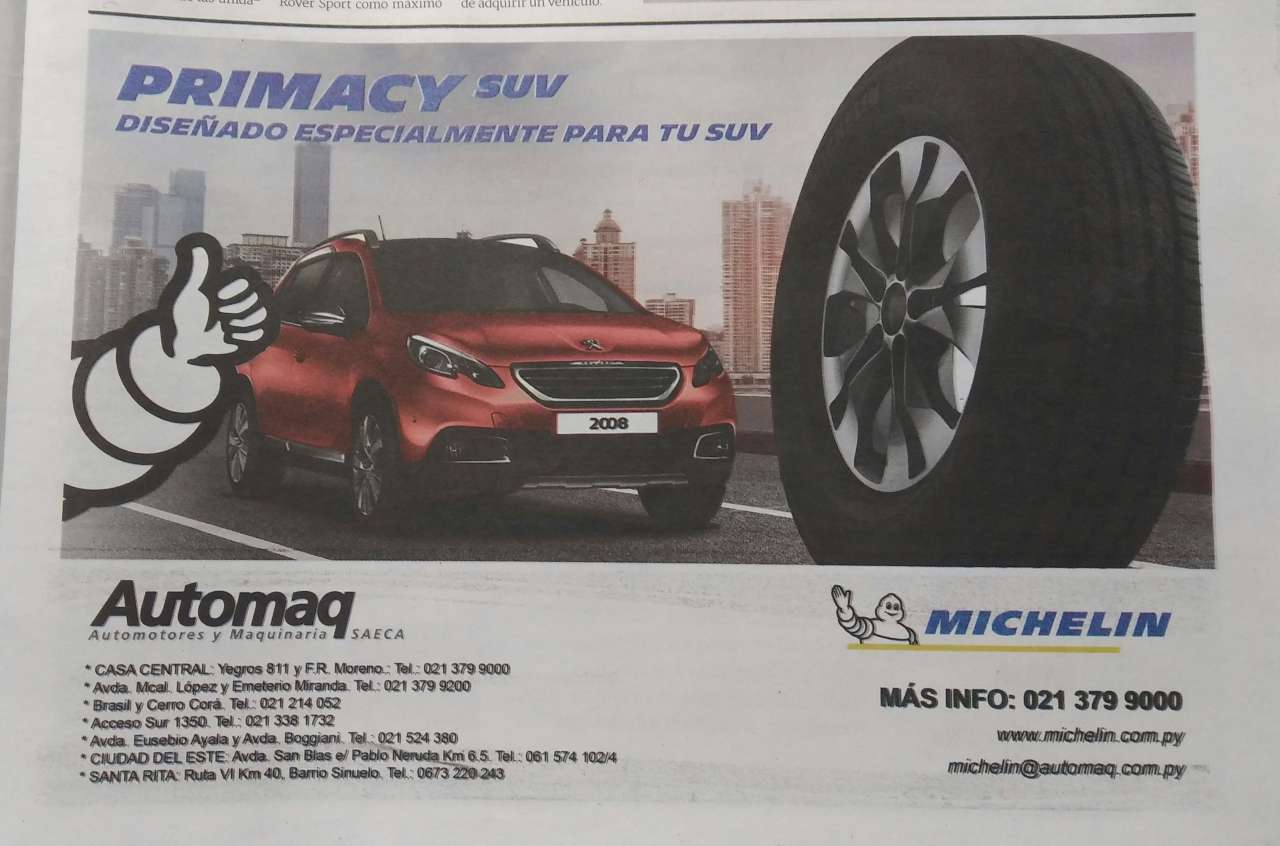 Rover Sport como máximo
de adquirir un vehículo.
PRIMACY SUV
DISEÑADO ESPECIALMENTE PARA TU SUV
2008
Automaq
Automotores y Maquinaria SAECA
* CASA CENTRAL: Yegros 811 y F.R. Moreno.: Tel.: 021 379 9000
* Avda. Mcal. López y Emeterio Miranda. Tel.: 021 379 9200
* Brasil y Cerro Corá. Tel.: 021 214 052
* Acceso Sur 1350. Tel.: 021 338 1732
* Avda. Eusebio Ayala y Avda. Boggiani. Tel.: 021 524 380
* CIUDAD DEL ESTE: Avda. San Blas e/ Pablo Neruda Km 6.5. Tel.: 061 574 102/4
* SANTA RITA: Ruta VI Km 40, Barrio Sinuelo. Tel.: 0673 220 243
MICHELIN
MÁS INFO: 021 379 9000
www.michelin.com.py
michelin@automaq.com.py